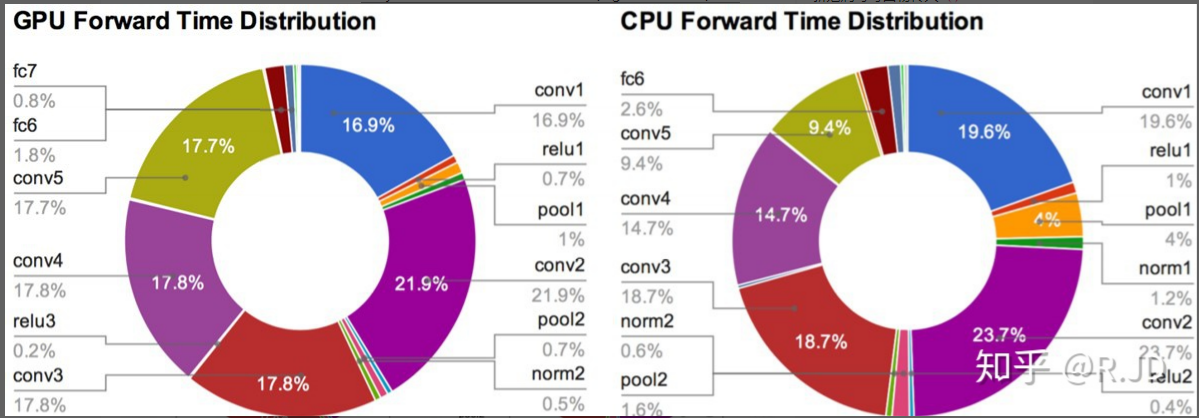 GPU Forward Time Distribution
fc7
0.8%
fc6
1.8%
conv5
17.7%
conv4
17.8%
relu3
0.2%
conv3
17.8%
16.9%
17.7%
21.9%
17.8%
17.8%
conv1
16.9%
relu1
0.7%
pool1
1%
conv2
21.9%
pool2
0.7%
norm2
0.5%
CPU Forward Time Distribution
fc6
2.6%
conv5
9.4%
conv4
14.7%
conv3
18.7%
norm2
0.6%
pool2
1.6%
9.4%
19.6%
4%
14.7%
18.7%
23.7%
conv1
19.6%
relu1
1%
pool1
4%
norm1
1.2%
conv2
23.7%
relu2
0.4%
知乎 @R.JD